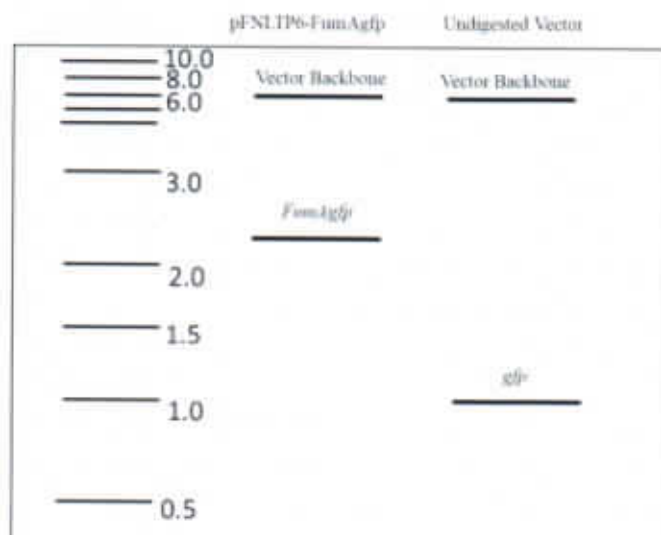 pFNLTP6-FumAgfp Undigested Vector
10.0
8.0
6.0
Vector Backbone Vector Backbone
3.0
FumAgfp
2.0
1.5
gfp
1.0
0.5